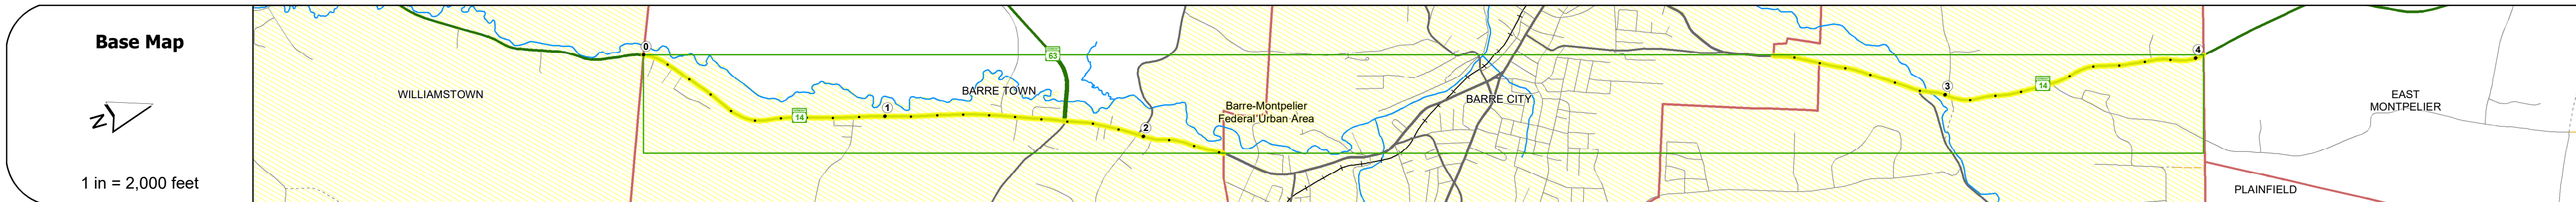 Base Map
N
1 in = 2,000 feet
WILLIAMSTOWN
0
14
1
BARRE TOWN
63
2
Barre-Montpelier
Federal Urban Area
BARRE CITY
3
14
4
EAST
MONTPELIER
PLAINFIELD